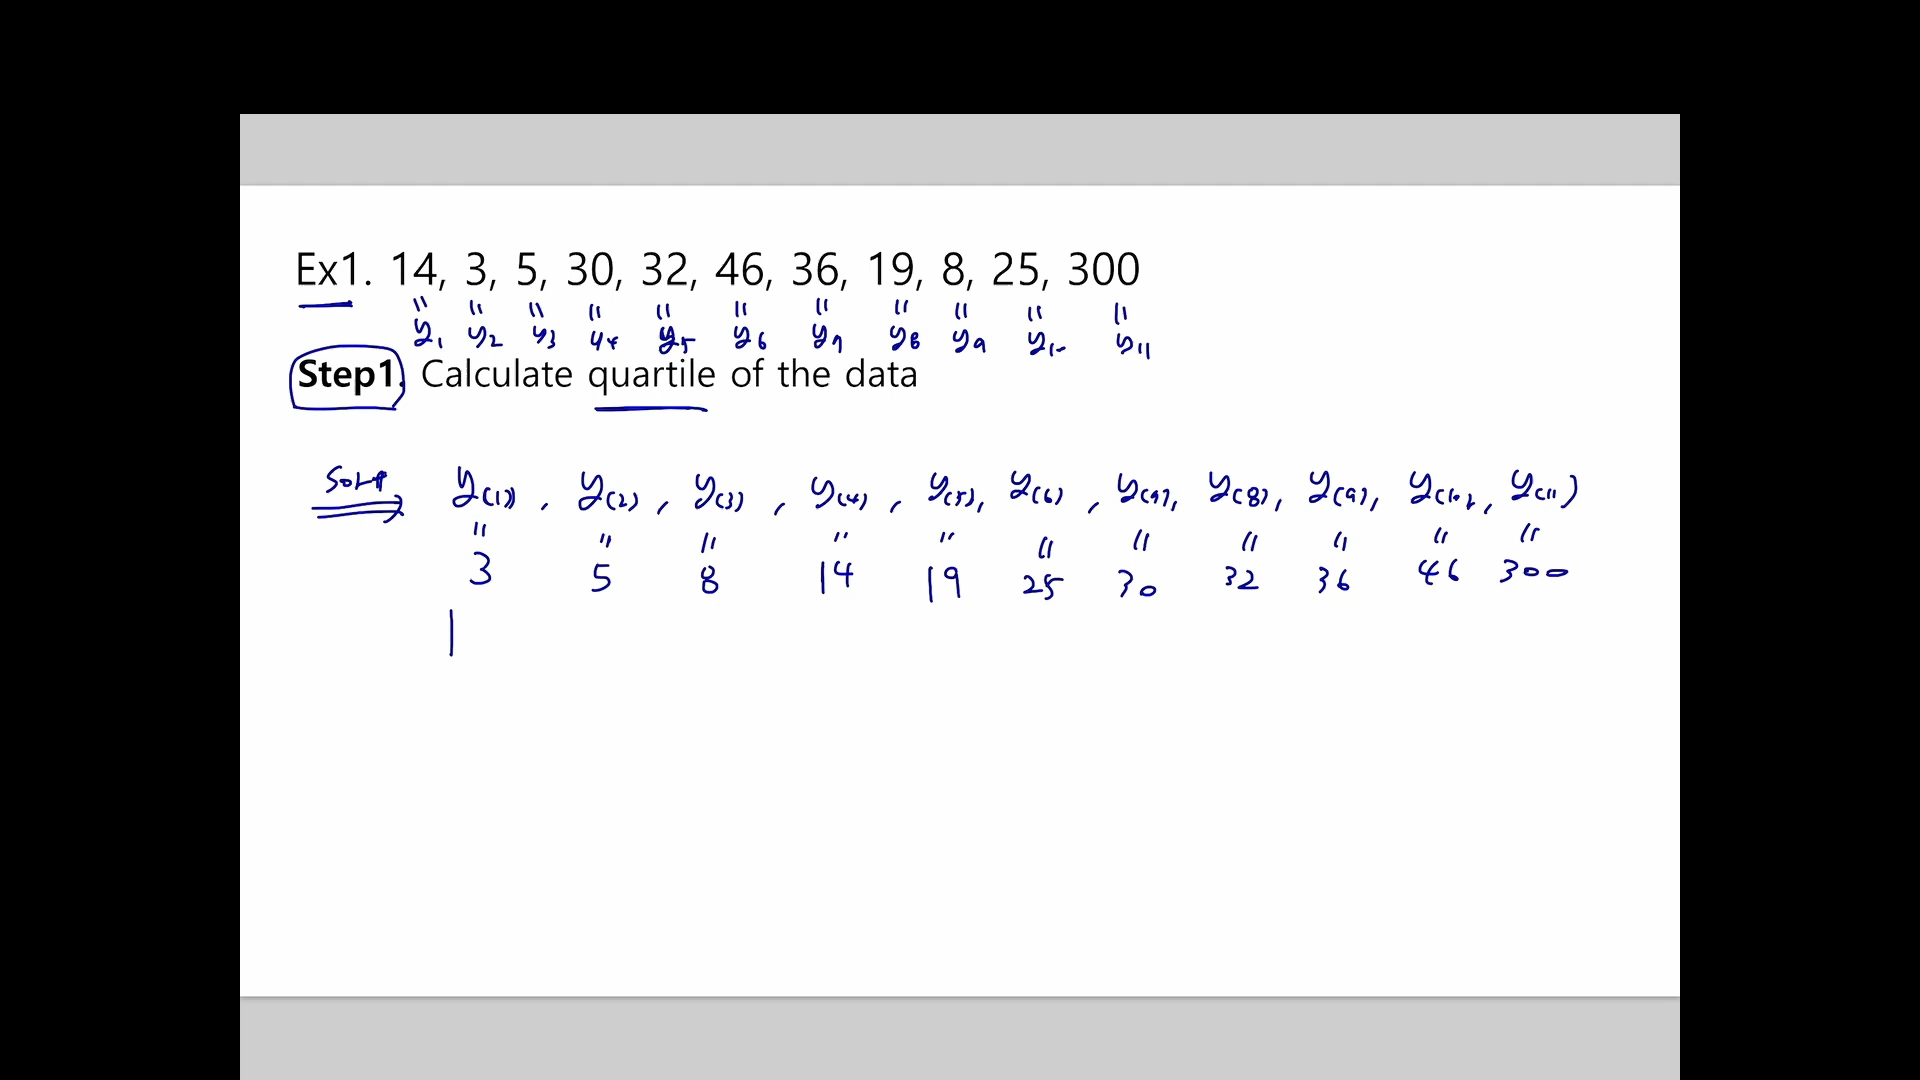 Ex1. 14, 3, 5, 30, 32, 46, 36, 19, 8, 25, 300
" " " " " " " " " " "
y1 y2 y3 y4 y5 y6 y7 y8 y9 y10 y11
Step1. Calculate quartile of the data
Sort y(1), y(2), y(3), y(4), y(5), y(6), y(7), y(8), y(9), y(10), y(11)
" " " " " " " " " " "
3 5 8 14 19 25 30 32 36 46 300
|